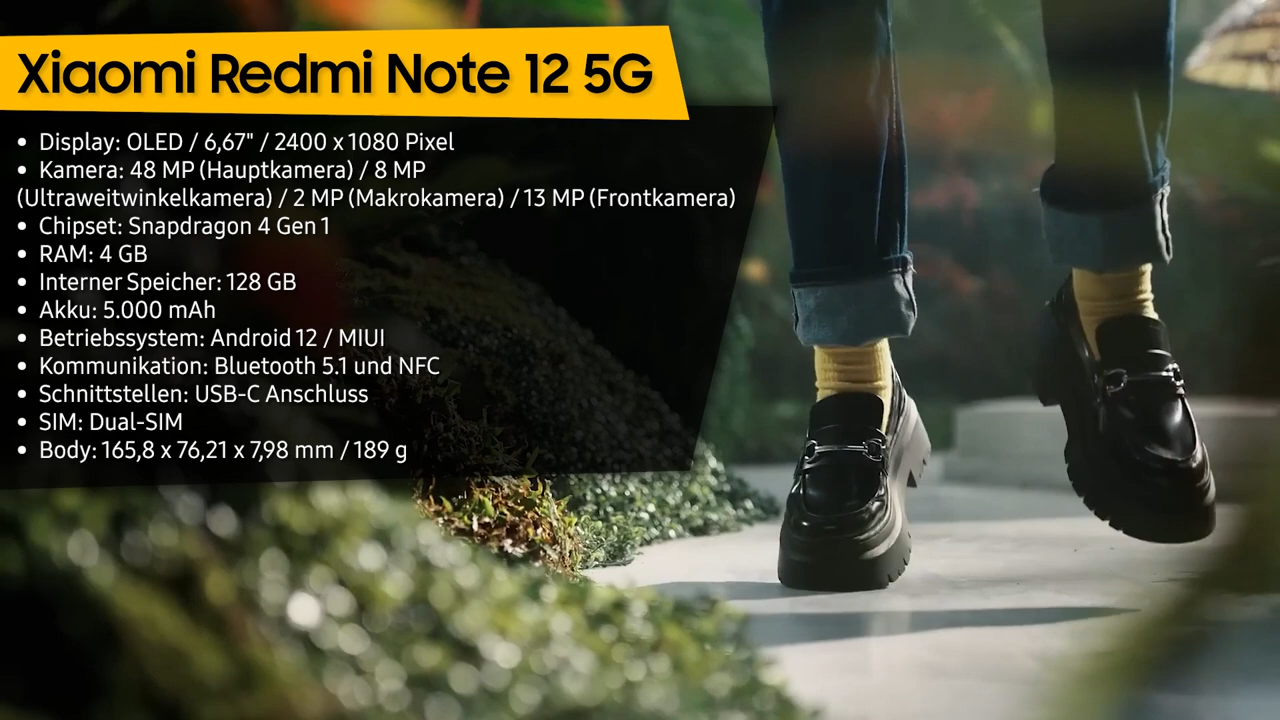 Xiaomi Redmi Note 12 5G
• Display: OLED / 6,67" / 2400 x 1080 Pixel
• Kamera: 48 MP (Hauptkamera) / 8 MP
(Ultraweitwinkelkamera) / 2 MP (Makrokamera) / 13 MP (Frontkamera)
• Chipset: Snapdragon 4 Gen 1
• RAM: 4 GB
• Interner Speicher: 128 GB
• Akku: 5.000 mAh
• Betriebssystem: Android 12 / MIUI
• Kommunikation: Bluetooth 5.1 und NFC
• Schnittstellen: USB-C Anschluss
• SIM: Dual-SIM
• Body: 165,8 x 76,21 x 7,98 mm / 189 g